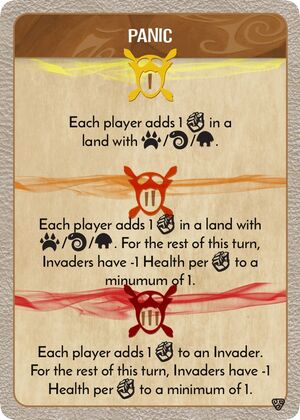 PANIC
Each player adds 1 in a
land with / / .
Each player adds 1 in a land with
/ / . For the rest of this turn,
Invaders have -1 Health per to a
minumum of 1.
Each player adds 1 to an Invader.
For the rest of this turn, Invaders have -1
Health per to a minimum of 1.